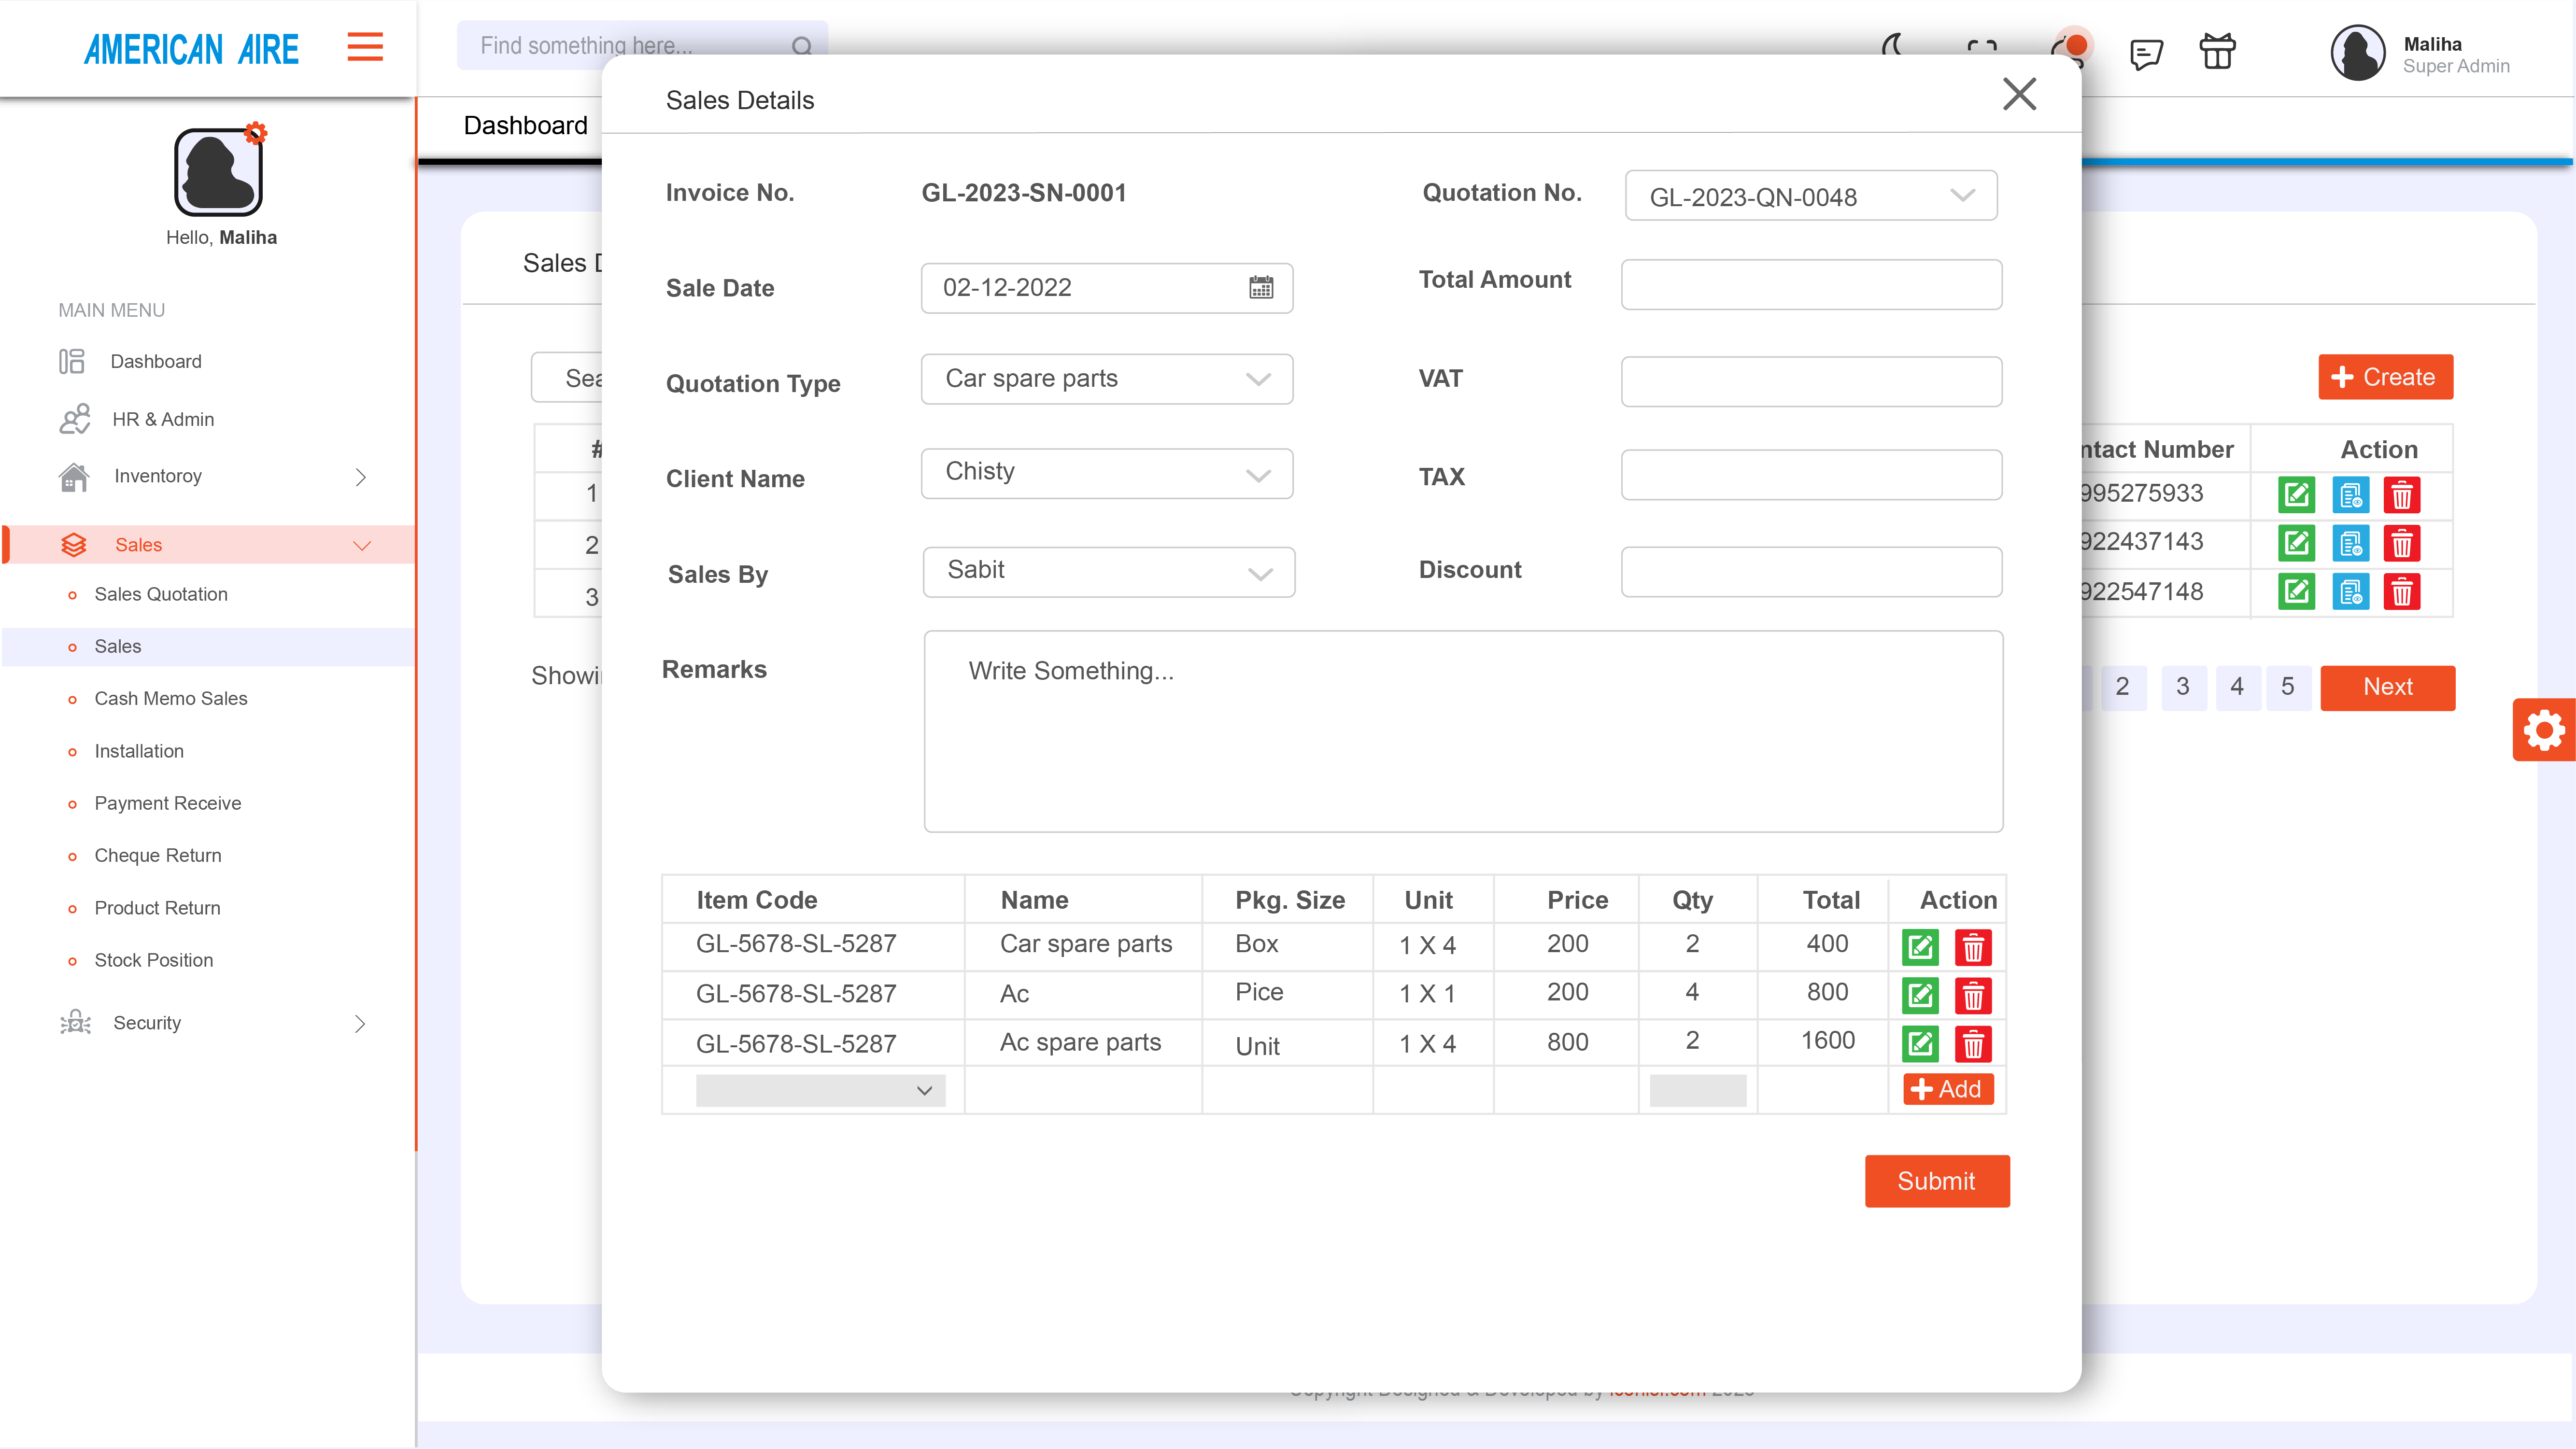 AMERICAN AIRE
Find something here...
Maliha
Super Admin
Dashboard
Hello, Maliha
MAIN MENU
Dashboard
HR & Admin
Inventoroy
Sales
Sales Quotation
Sales
Cash Memo Sales
Installation
Payment Receive
Cheque Return
Product Return
Stock Position
Security
Sales
#
1
2
3
Create
Number
Action
995275933
922437143
922547148
2 3 4 5 Next
Sales Details
Invoice No. GL-2023-SN-0001 Quotation No. GL-2023-QN-0048
Sale Date 02-12-2022 Total Amount
Quotation Type Car spare parts VAT
Client Name Chisty TAX
Sales By Sabit Discount
Remarks Write Something...
Item Code Name Pkg. Size Unit Price Qty Total Action
GL-5678-SL-5287 Car spare parts Box 1 X 4 200 2 400
GL-5678-SL-5287 Ac Pice 1 X 1 200 4 800
GL-5678-SL-5287 Ac spare parts Unit 1 X 4 800 2 1600
Add
Submit